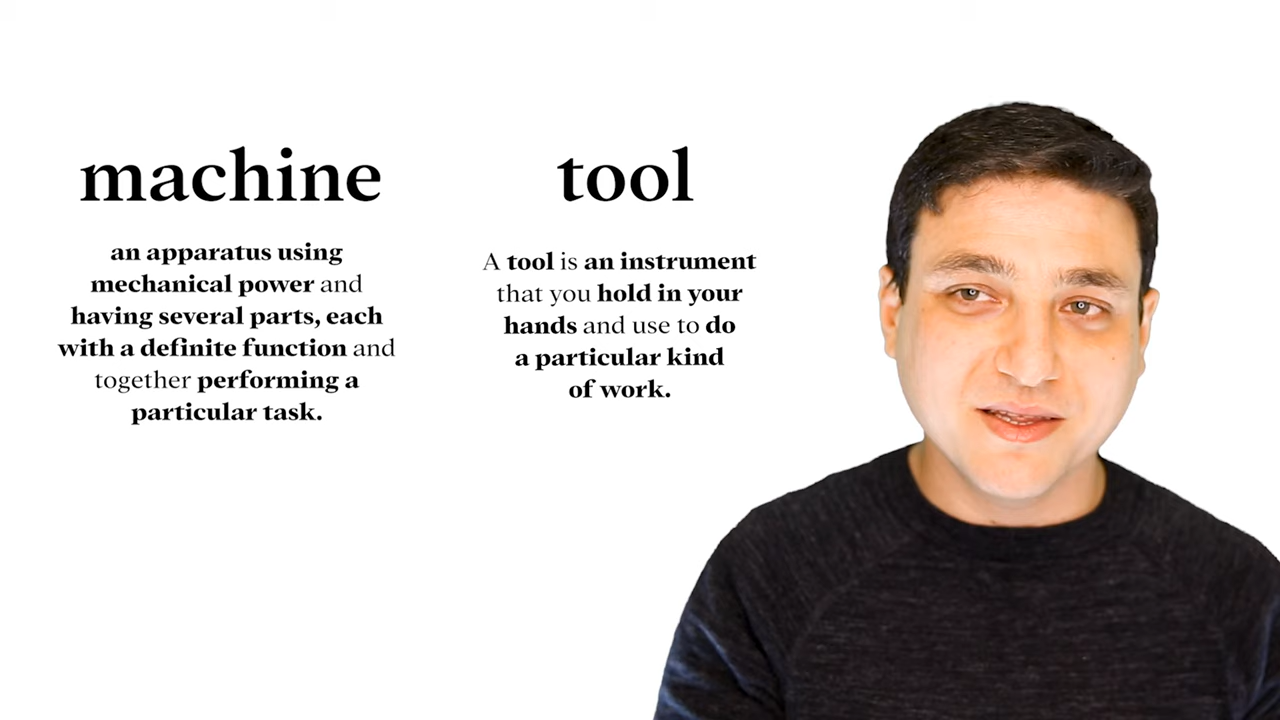 machine
an apparatus using
mechanical power and
having several parts, each
with a definite function and
together performing a
particular task.
tool
A tool is an instrument
that you hold in your
hands and use to do
a particular kind
of work.